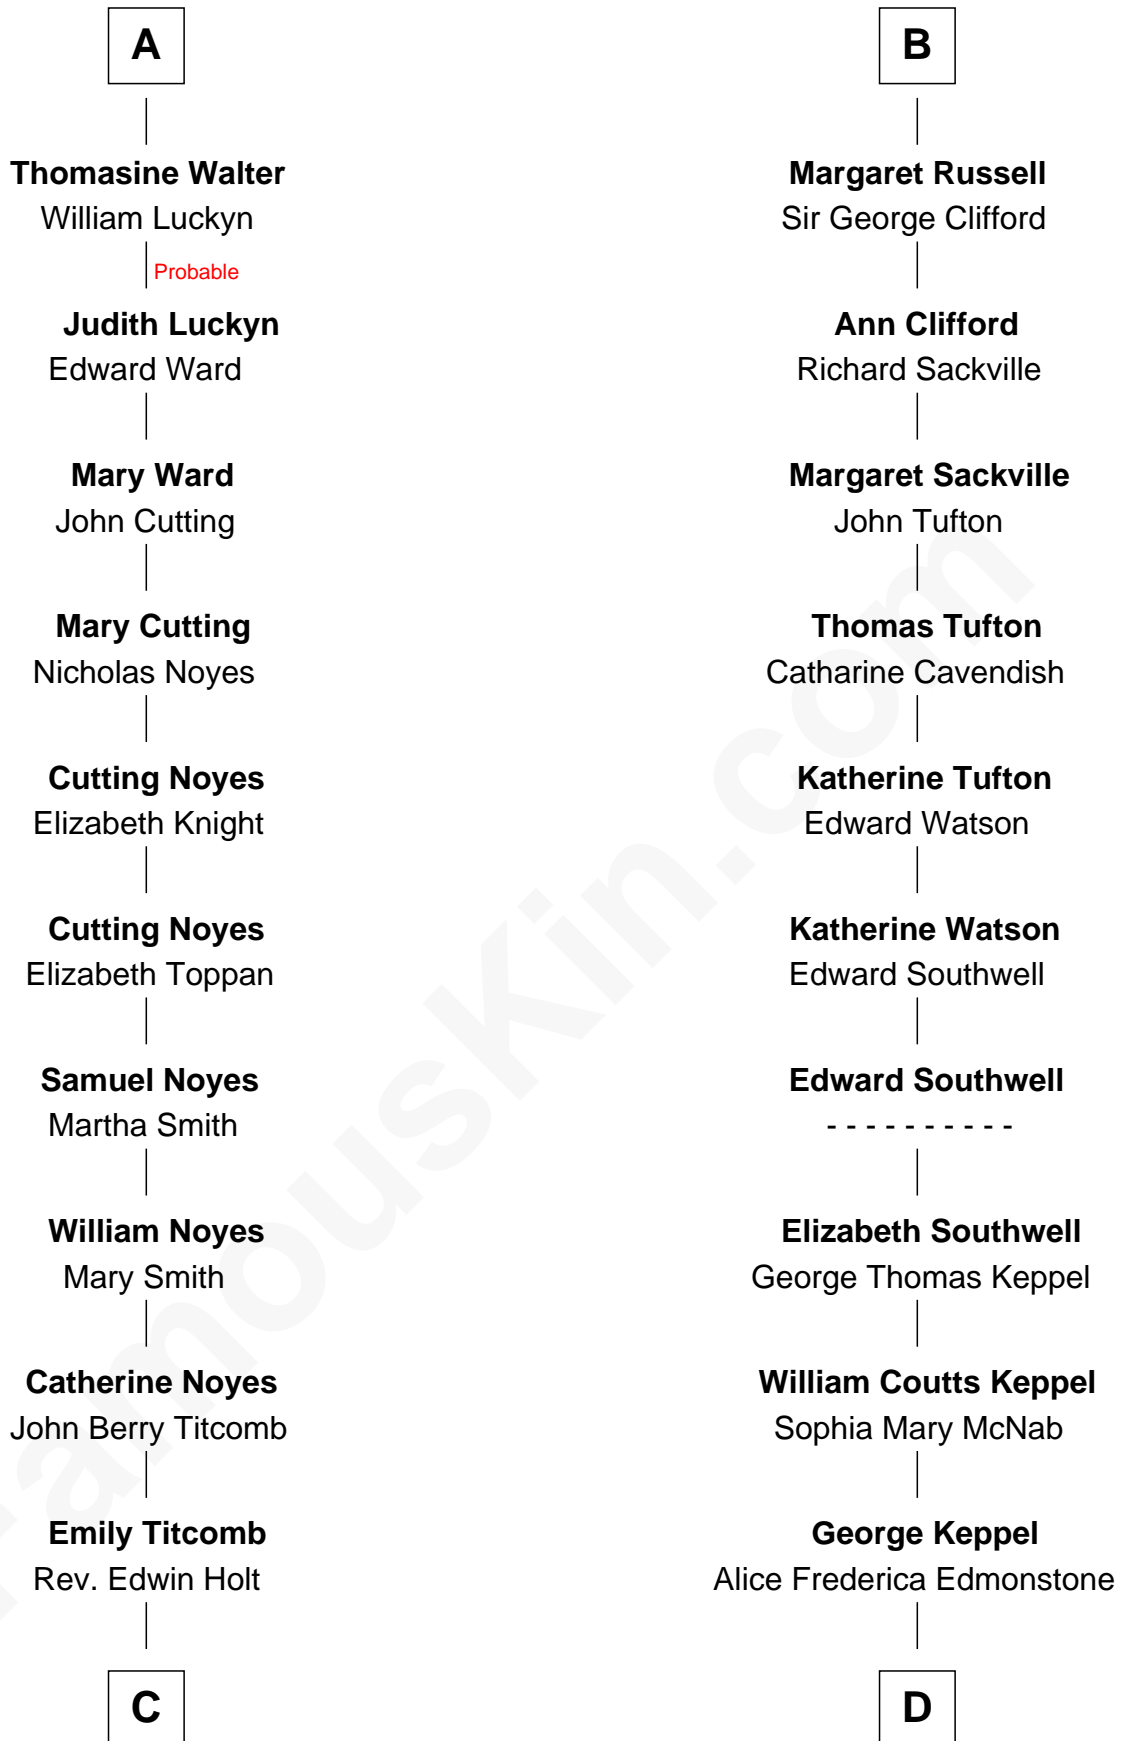 A
Thomasine Walter
William Luckyn
Probable
Judith Luckyn
Edward Ward
Mary Ward
John Cutting
Mary Cutting
Nicholas Noyes
Cutting Noyes
Elizabeth Knight
Cutting Noyes
Elizabeth Toppan
Samuel Noyes
Martha Smith
William Noyes
Mary Smith
Catherine Noyes
John Berry Titcomb
Emily Titcomb
Rev. Edwin Holt
C
B
Margaret Russell
Sir George Clifford
Ann Clifford
Richard Sackville
Margaret Sackville
John Tufton
Thomas Tufton
Catharine Cavendish
Katherine Tufton
Edward Watson
Katherine Watson
Edward Southwell
Edward Southwell
- - - - - - - - - -
Elizabeth Southwell
George Thomas Keppel
William Coutts Keppel
Sophia Mary McNab
George Keppel
Alice Frederica Edmonstone
D
FamousKin.com